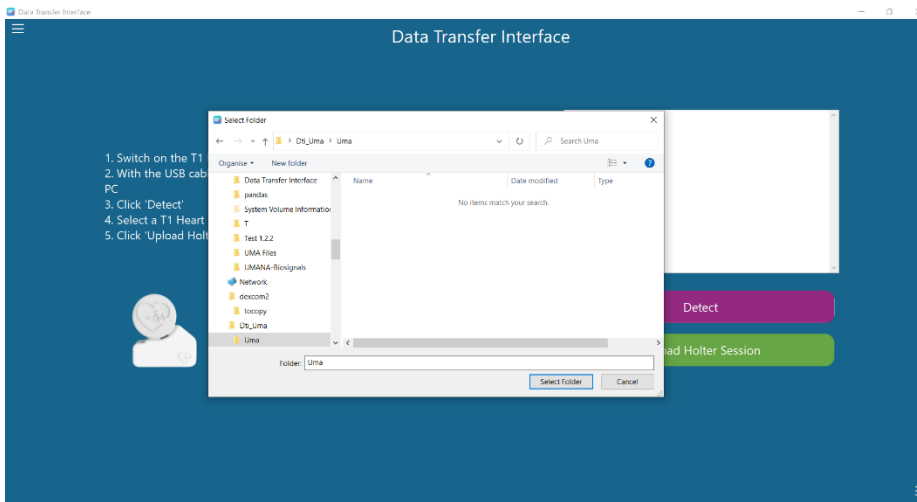 Data Transfer Interface
Data Transfer Interface
Select Folder
Dti_Uma > Uma
Search Uma
Organise
New folder
Name
Date modified
Type
No items match your search.
Data Transfer Interface
pandas
System Volume Information
T
Test 1.2.2
UMA Files
UMANA-Biosignals
Network
dexcom2
tocopy
Dti_Uma
Uma
Folder: Uma
Select Folder
Cancel
1. Switch on the T1
2. With the USB cab
PC
3. Click 'Detect'
4. Select a T1 Heart
5. Click 'Upload Holt
Detect
ad Holter Session